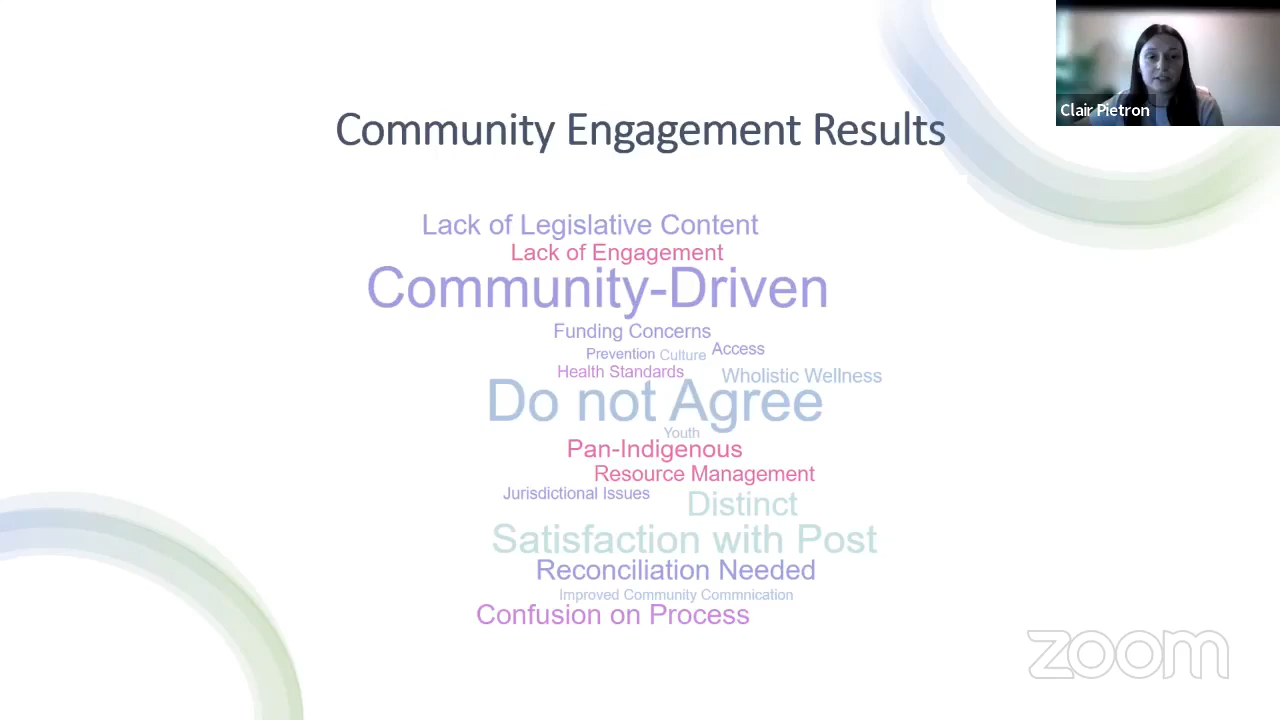 Clair Pietron
Community Engagement Results
Lack of Legislative Content
Lack of Engagement
Community-Driven
Funding Concerns
Prevention Culture Access
Health Standards
Wholistic Wellness
Do not Agree
Youth
Pan-Indigenous
Resource Management
Jurisdictional Issues
Distinct
Satisfaction with Post
Reconciliation Needed
Improved Community Commnication
Confusion on Process
zoom